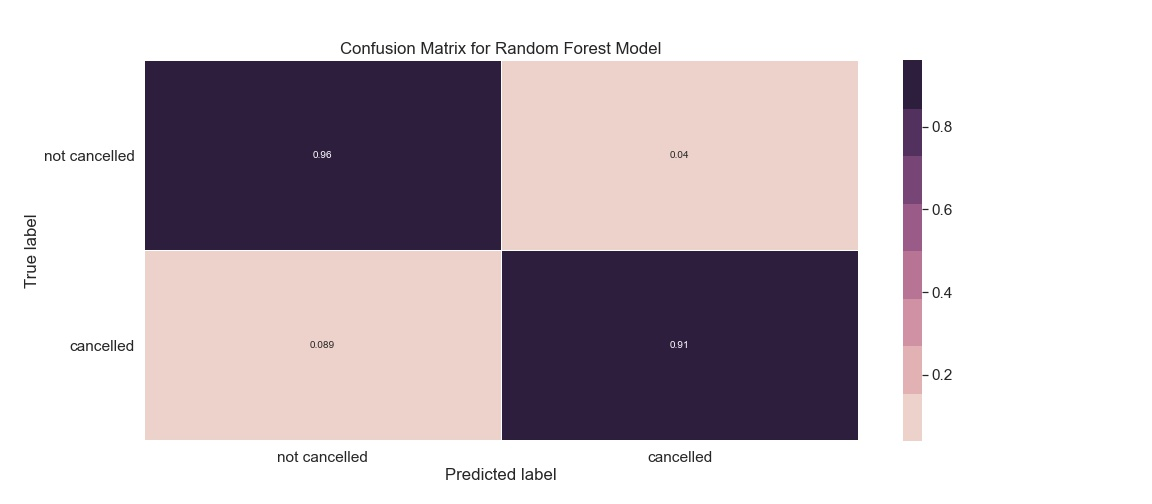 Confusion Matrix for Random Forest Model
True label
not cancelled
0.96
0.04
cancelled
0.089
0.91
not cancelled
cancelled
Predicted label
0.8
0.6
0.4
0.2